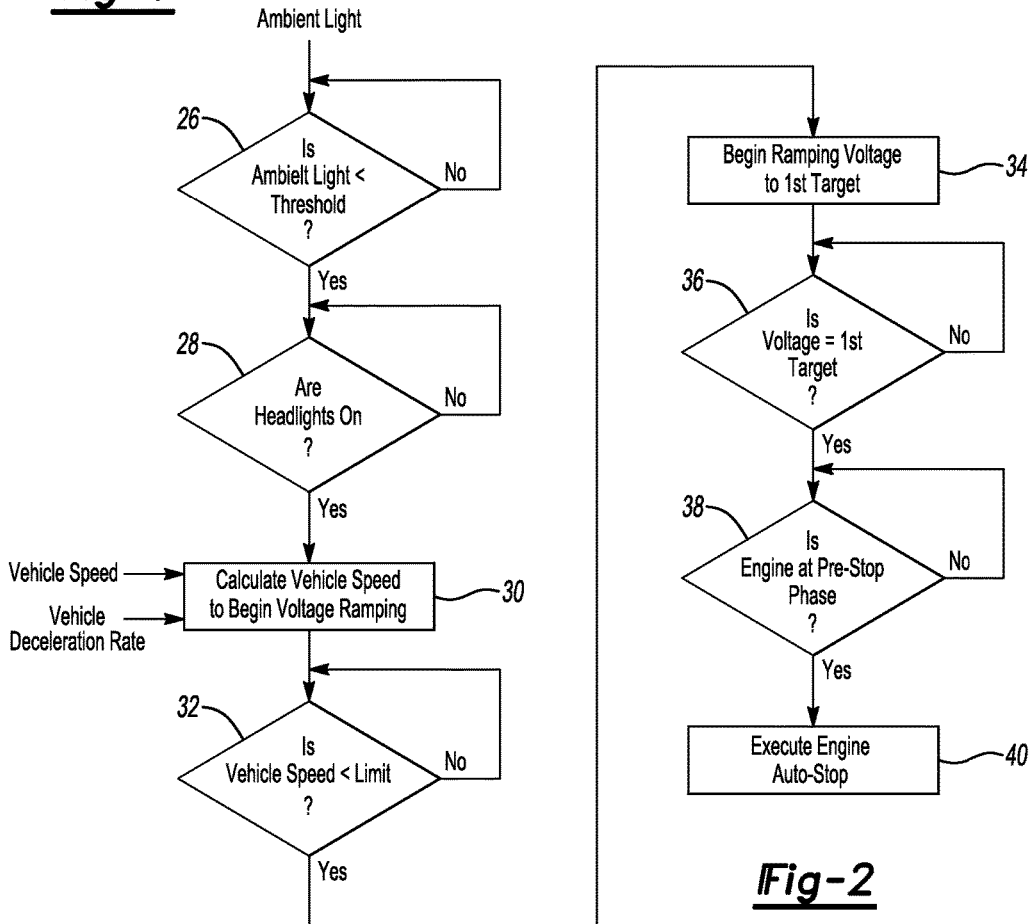 Ambient Light
26
Is
Ambielt Light <
Threshold
?
No
Yes
28
Are
Headlights On
?
No
Yes
Vehicle Speed
Vehicle
Deceleration Rate
Calculate Vehicle Speed
to Begin Voltage Ramping
30
32
Is
Vehicle Speed < Limit
?
No
Yes
Begin Ramping Voltage
to 1st Target
34
36
Is
Voltage = 1st
Target
?
No
Yes
38
Is
Engine at Pre-Stop
Phase
?
No
Yes
Execute Engine
Auto-Stop
40
Fig-2